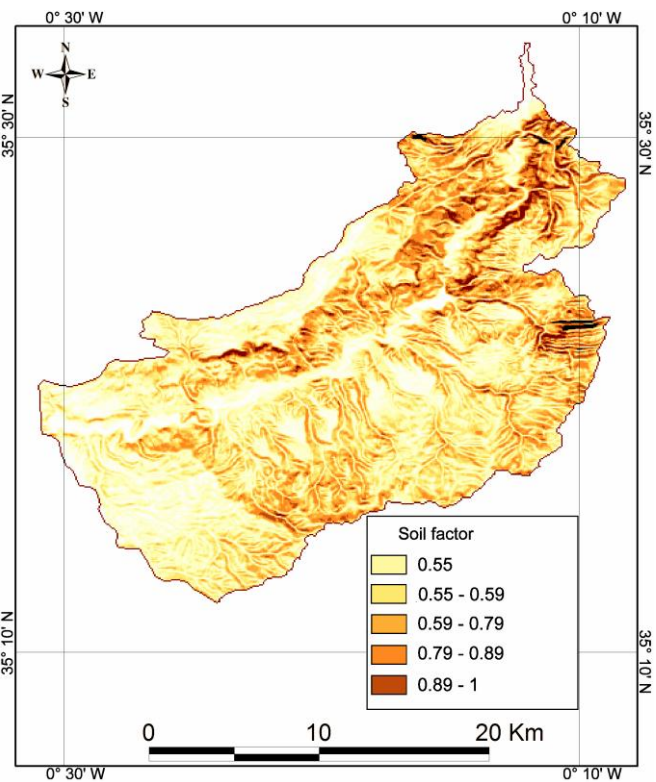 0° 30' W 0° 10' W
N
W E
S
35° 30' N 35° 30' N
Soil factor
0.55
0.55 - 0.59
0.59 - 0.79
0.79 - 0.89
0.89 - 1
35° 10' N 35° 10' N
0 10 20 Km
0° 30' W 0° 10' W